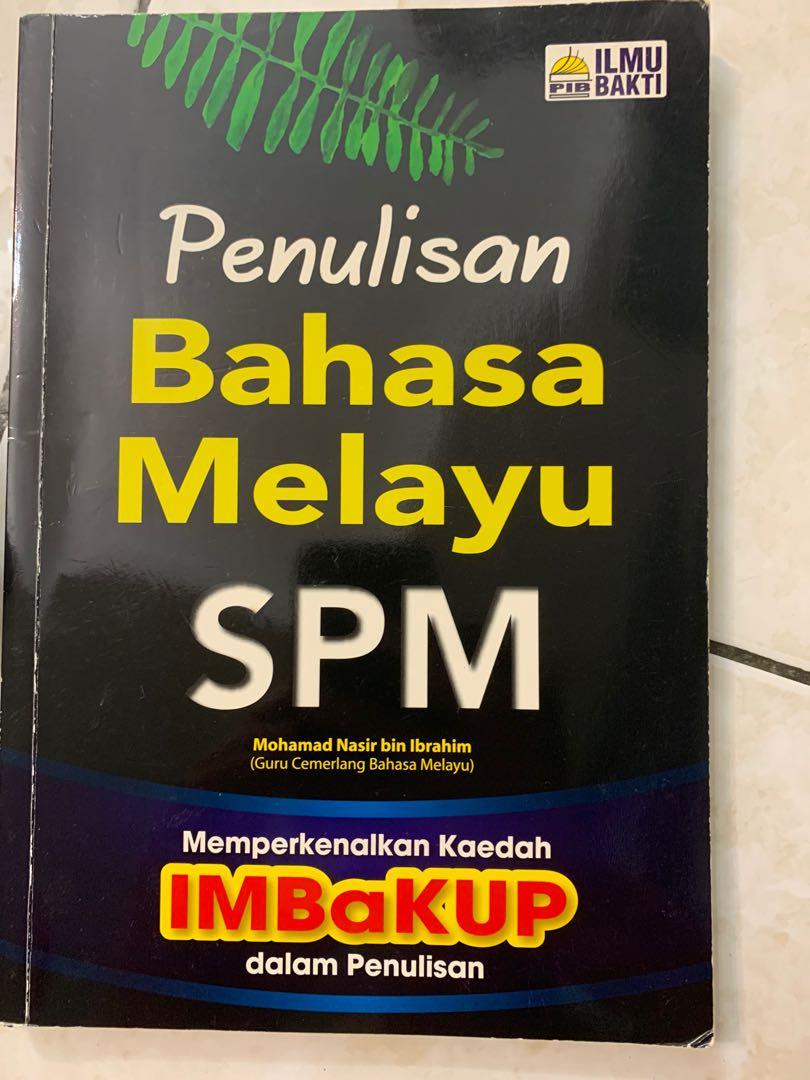 PIB
ILMU
BAKTI
Penulisan
Bahasa
Melayu
SPM
Mohamad Nasir bin Ibrahim
(Guru Cemerlang Bahasa Melayu)
Memperkenalkan Kaedah
IMBaKUP
dalam Penulisan